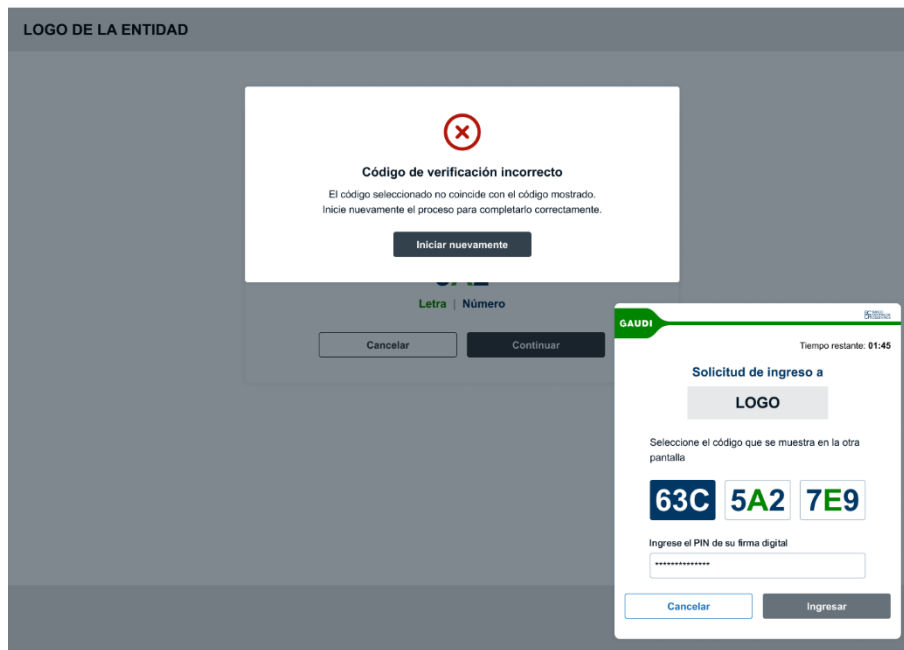 LOGO DE LA ENTIDAD
Código de verificación incorrecto
El código seleccionado no coincide con el código mostrado.
Inicie nuevamente el proceso para completarlo correctamente.
Iniciar nuevamente
Letra | Número
Cancelar
Continuar
GAUDI
Tiempo restante: 01:45
Solicitud de ingreso a
LOGO
Seleccione el código que se muestra en la otra
pantalla
63C 5A2 7E9
Ingrese el PIN de su firma digital
**************
Cancelar
Ingresar